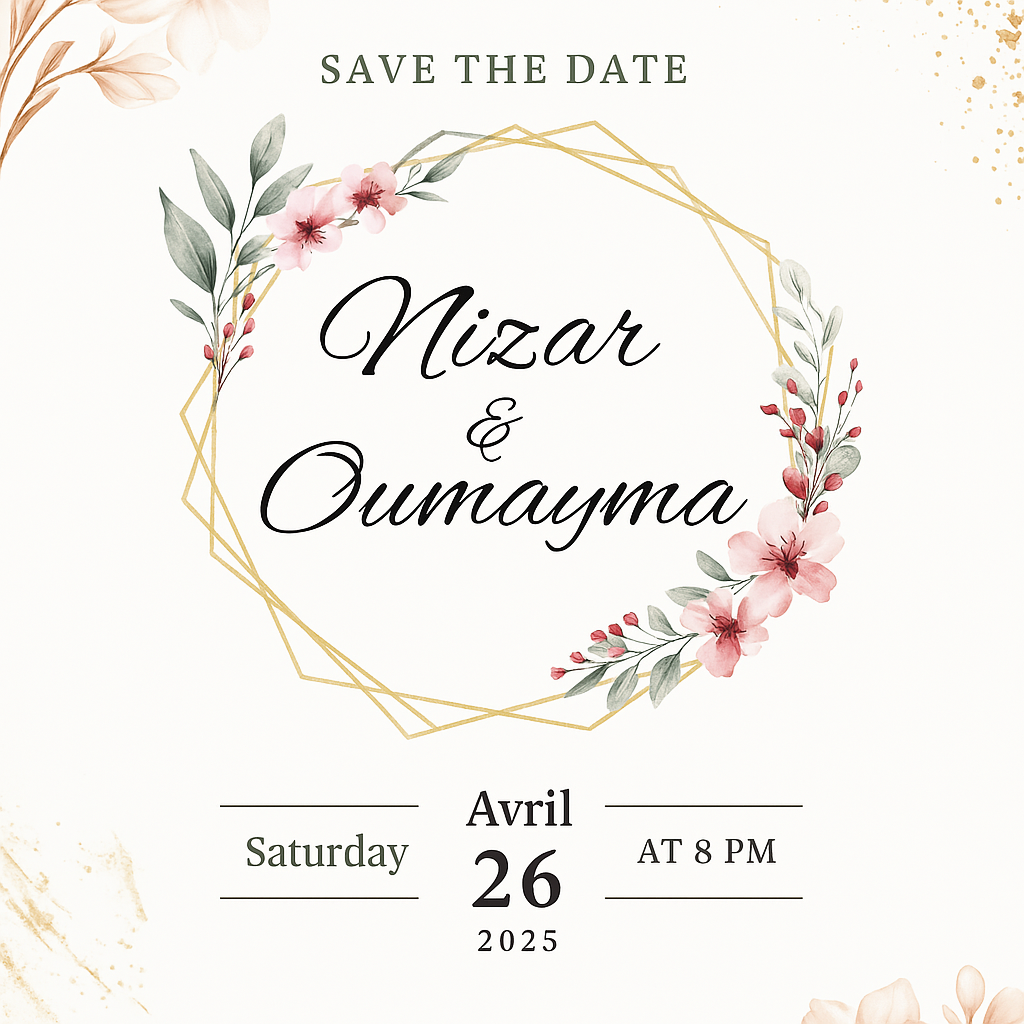 SAVE THE DATE
Nizar
&
Oumayma
Avril
Saturday
26
AT 8 PM
2025